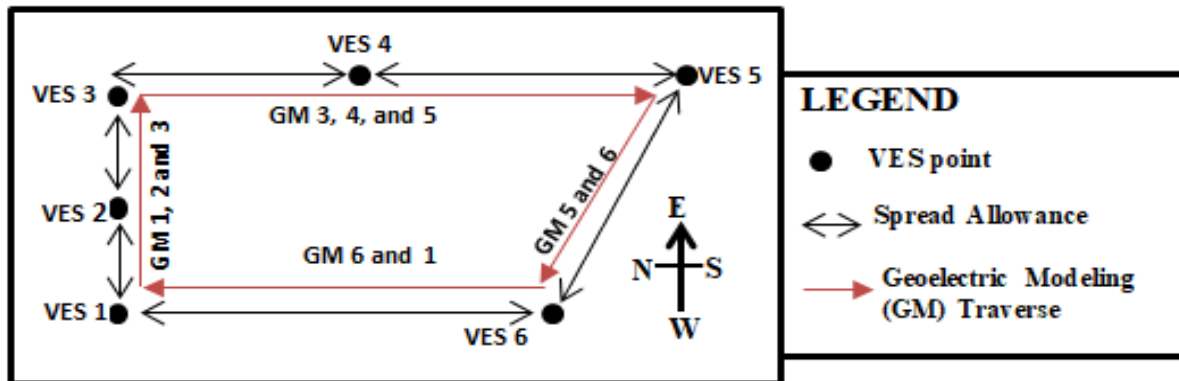 VES 4
VES 3
VES 5
GM 3, 4, and 5
GM 1, 2 and 3
VES 2
GM 5 and 6
GM 6 and 1
VES 1
VES 6
E
N
S
W
LEGEND
VES point
Spread Allowance
Geoelectric Modeling
(GM) Traverse